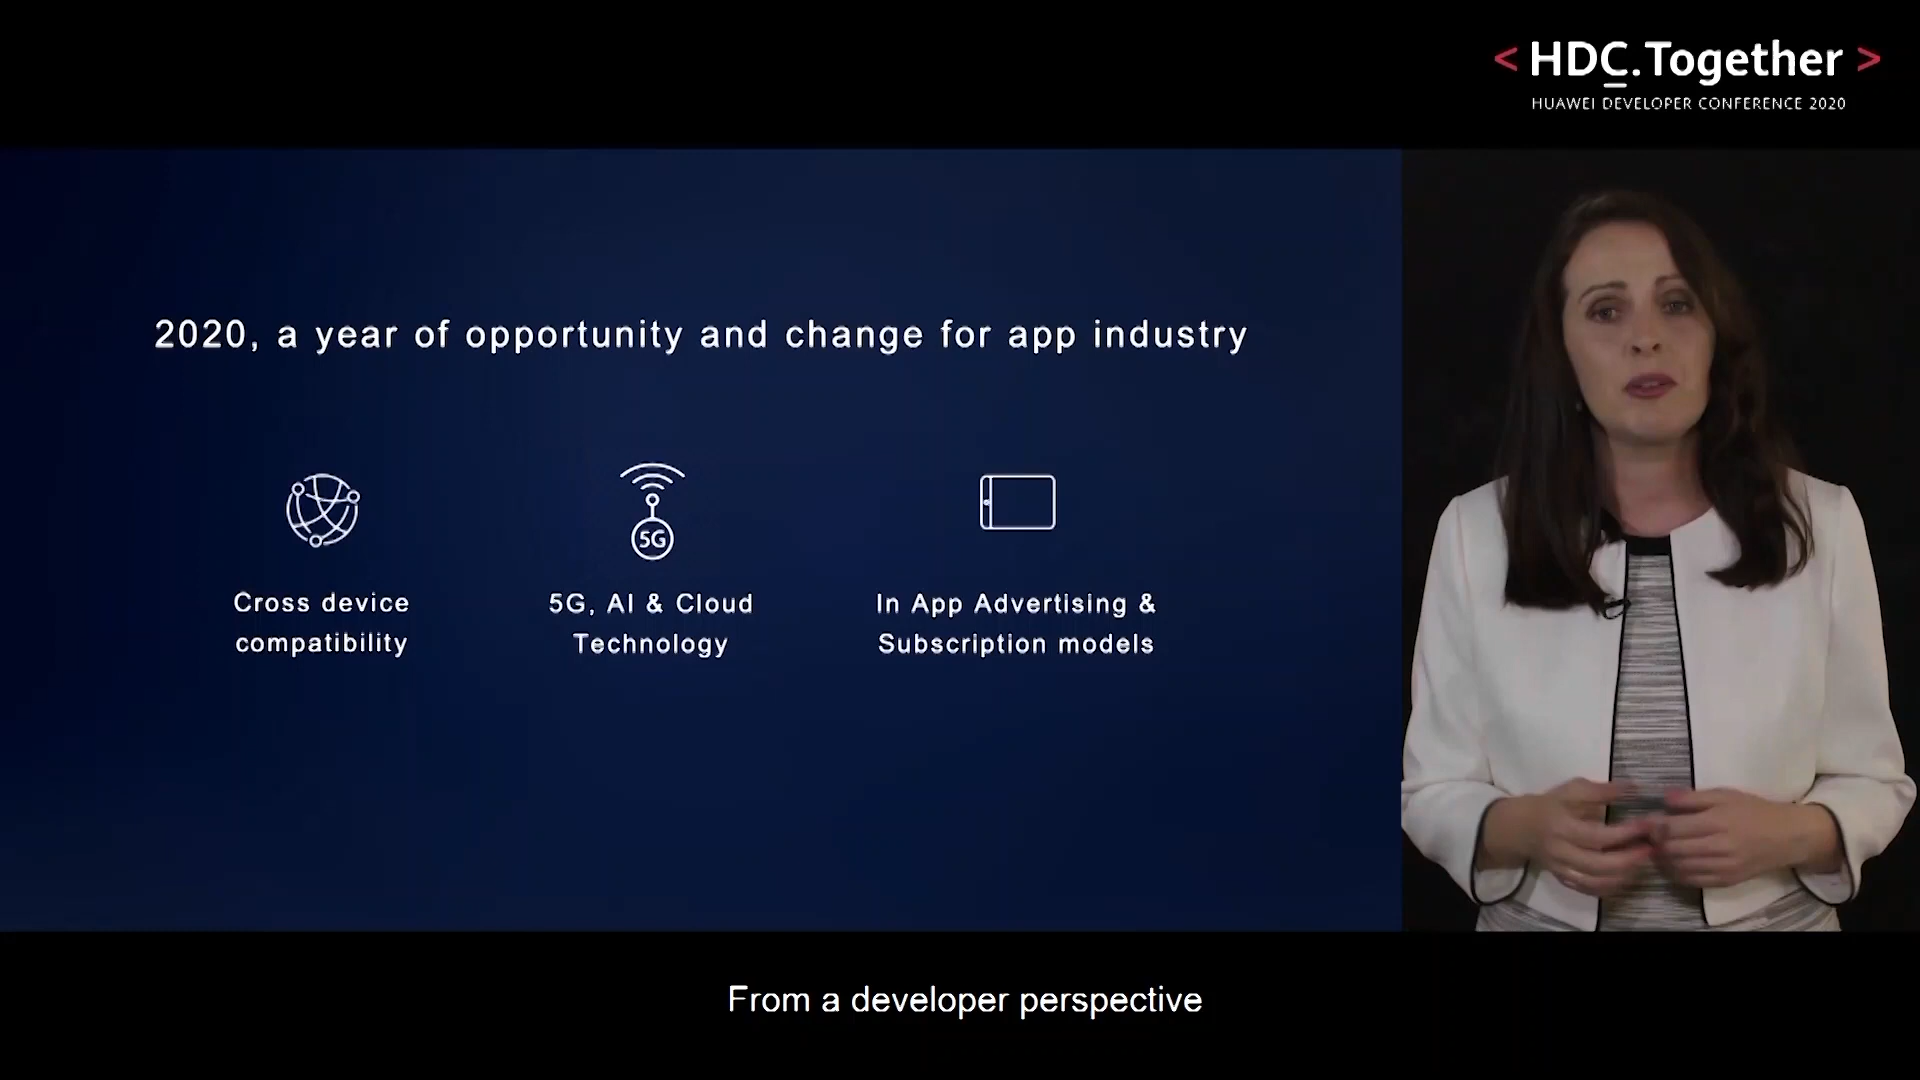 < HDC.Together >
HUAWEI DEVELOPER CONFERENCE 2020
2020, a year of opportunity and change for app industry
5G
Cross device
compatibility
5G, AI & Cloud
Technology
In App Advertising &
Subscription models
From a developer perspective